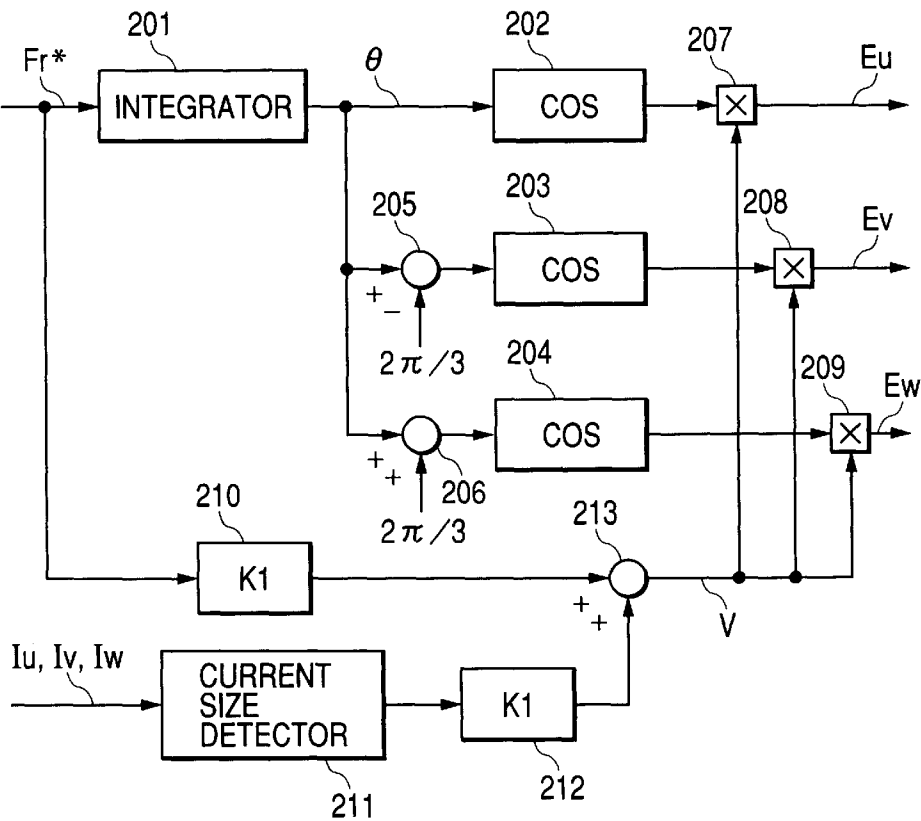 201
202
207
Fr*
θ
Eu
INTEGRATOR
COS
×
205
203
208
Ev
COS
×
+
−
2π/3
204
209
Ew
COS
×
+
+
206
2π/3
210
213
K1
+
+
V
Iu, Iv, Iw
CURRENT
SIZE
DETECTOR
K1
211
212